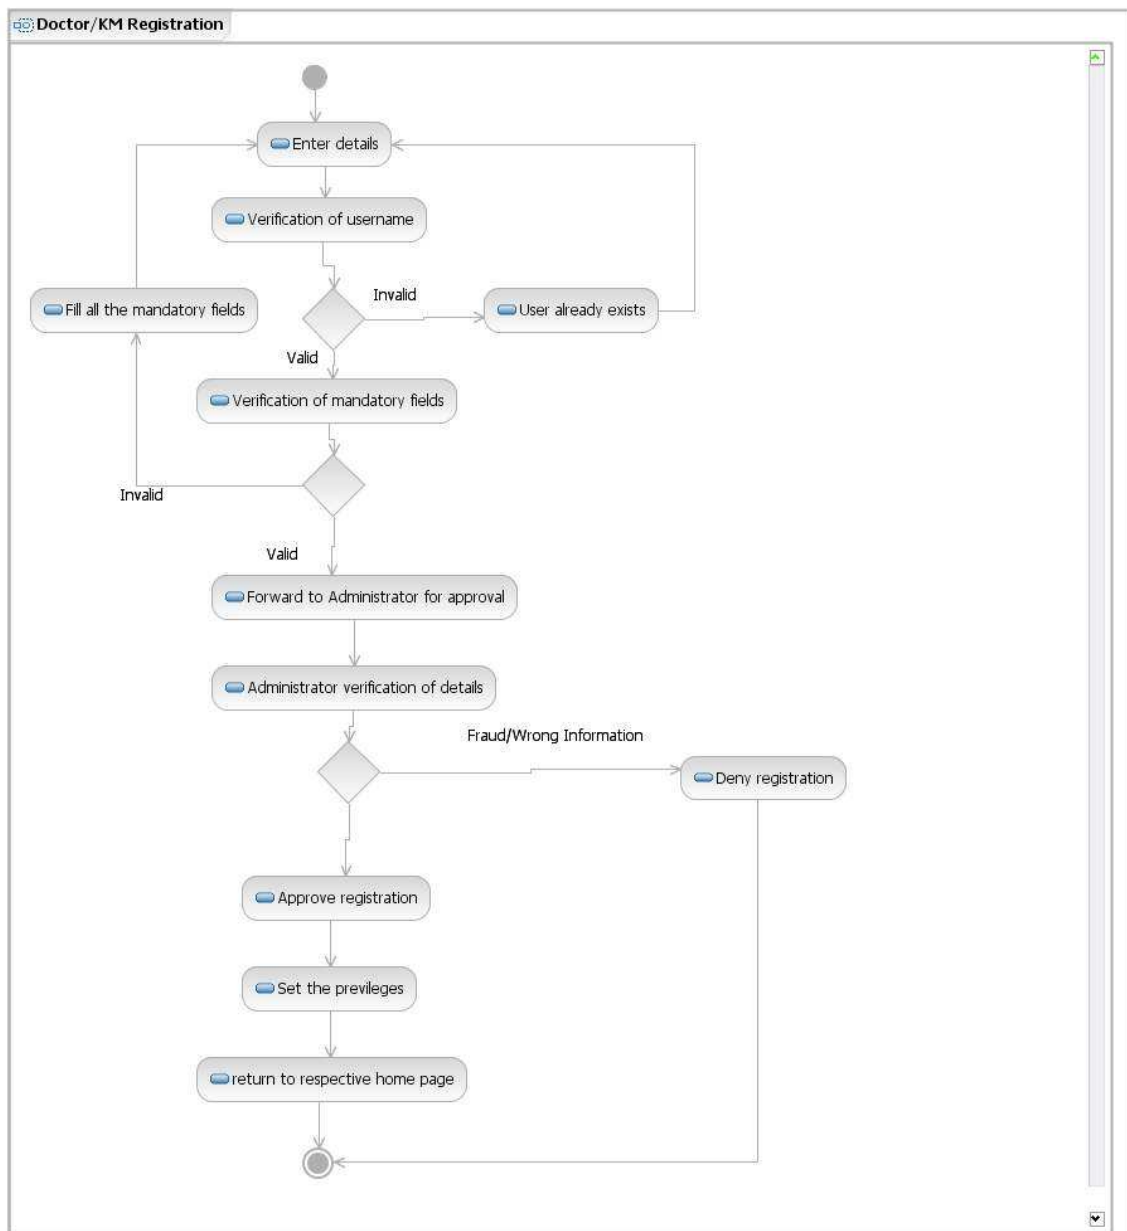 Doctor/KM Registration
Enter details
Verification of username
Invalid
Fill all the mandatory fields
User already exists
Valid
Verification of mandatory fields
Invalid
Valid
Forward to Administrator for approval
Administrator verification of details
Fraud/Wrong Information
Deny registration
Approve registration
Set the previleges
return to respective home page